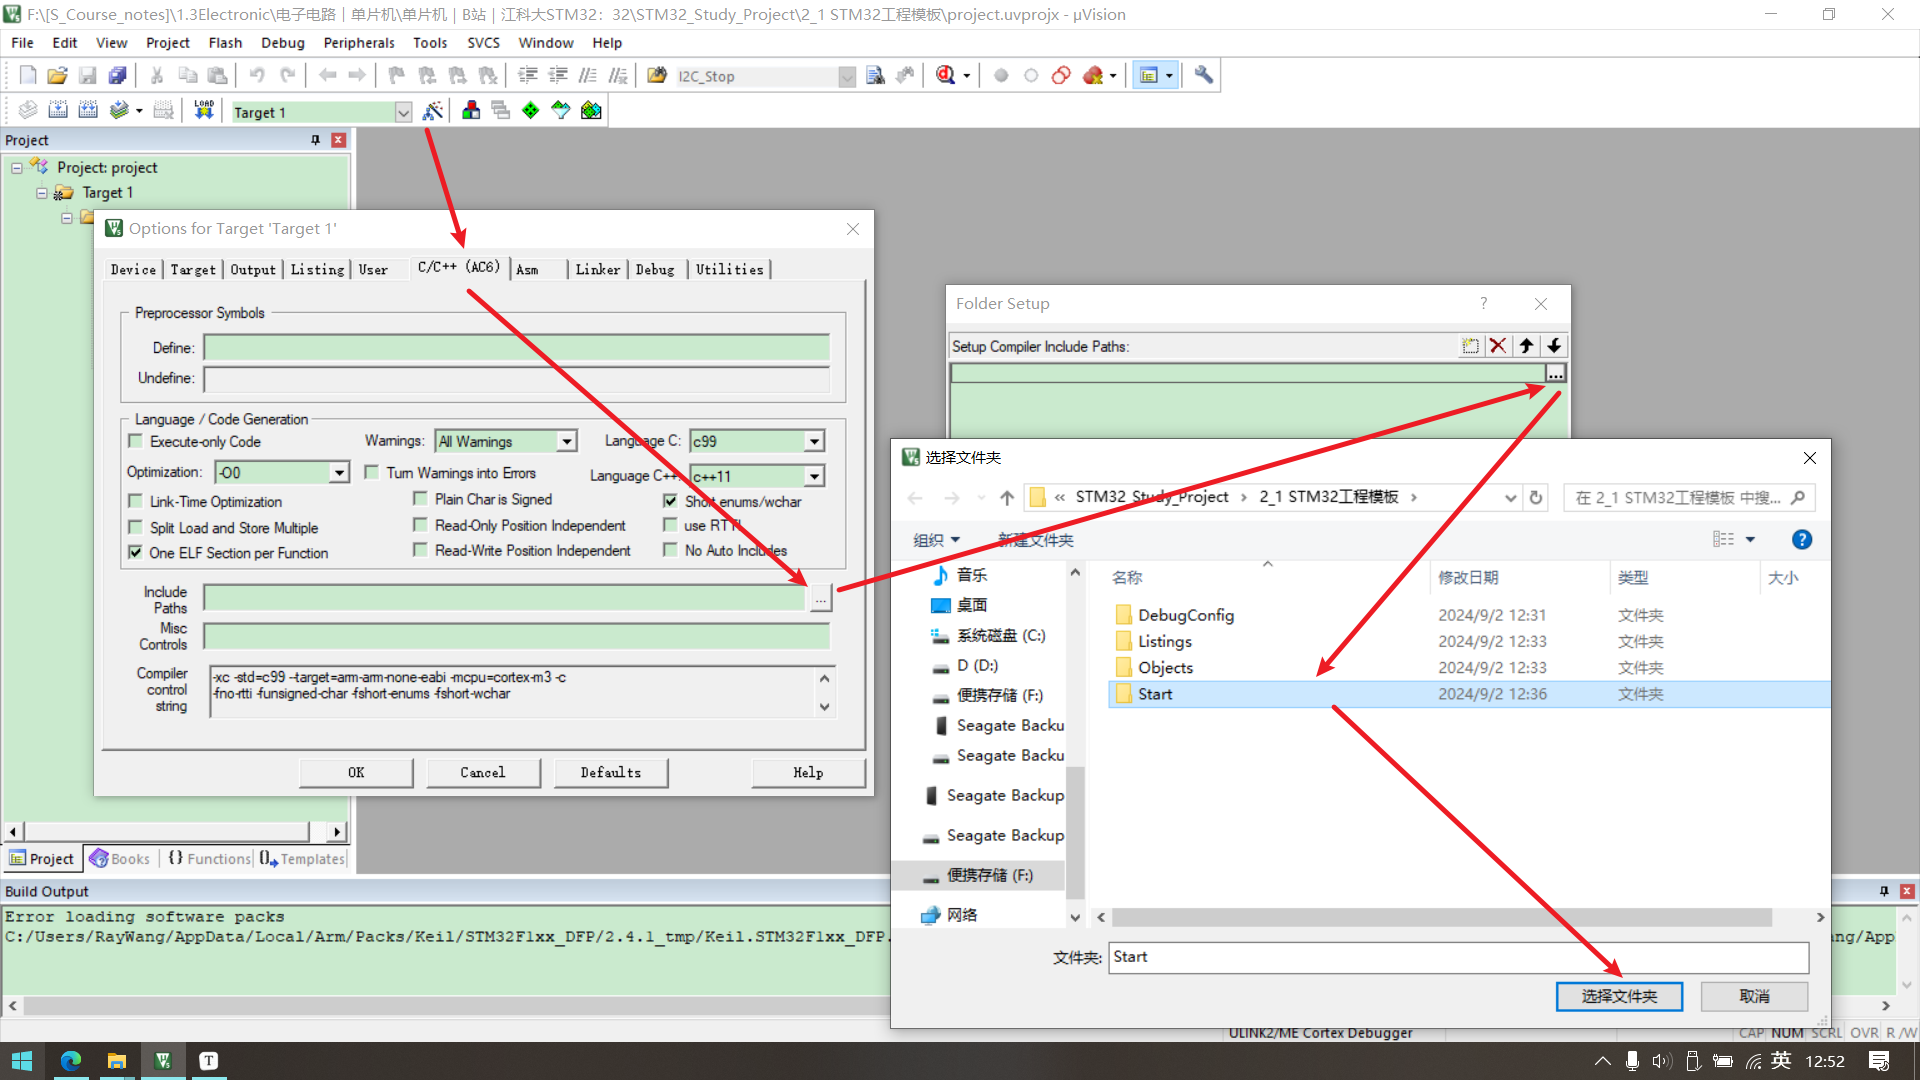 F:\[S_Course_notes]\1.3Electronic\电子电路 | 单片机\单片机 | B站 | 江科大STM32：32\STM32_Study_Project\2_1 STM32工程模板\project.uvprojx - µVision
File Edit View Project Flash Debug Peripherals Tools SVCS Window Help
I2C_Stop
LOAD Target 1
Project
Project: project
Target 1
Options for Target 'Target 1'
Device Target Output Listing User C/C++ (AC6) Asm Linker Debug Utilities
Preprocessor Symbols
Define:
Undefine:
Language / Code Generation
Execute-only Code Warnings: All Warnings Language C: c99
Optimization: -O0 Turn Warnings into Errors Language C++: c++11
Link-Time Optimization Plain Char is Signed Short enums/wchar
Split Load and Store Multiple Read-Only Position Independent use RTTI
One ELF Section per Function Read-Write Position Independent No Auto Includes
Include
Paths
...
Misc
Controls
Compiler
control
string
-xc -std=c99 --target=arm-arm-none-eabi -mcpu=cortex-m3 -c
-fno-rtti -funsigned-char -fshort-enums -fshort-wchar
OK Cancel Defaults Help
Folder Setup ?
Setup Compiler Include Paths:
...
选择文件夹
« STM32_Study_Project › 2_1 STM32工程模板 ›
在 2_1 STM32工程模板 中搜...
组织 新建文件夹 ?
音乐
桌面
系统磁盘 (C:)
D (D:)
便携存储 (F:)
Seagate Backu
Seagate Backu
Seagate Backup
Seagate Backup
便携存储 (F:)
网络
名称 修改日期 类型 大小
DebugConfig 2024/9/2 12:31 文件夹
Listings 2024/9/2 12:33 文件夹
Objects 2024/9/2 12:33 文件夹
Start 2024/9/2 12:36 文件夹
文件夹: Start
选择文件夹 取消
Project Books {} Functions Templates
Build Output
Error loading software packs
C:/Users/RayWang/AppData/Local/Arm/Packs/Keil/STM32F1xx_DFP/2.4.1_tmp/Keil.STM32F1xx_DFP.
ng/App
ULINK2/ME Cortex Debugger CAP NUM SCRL OVR R/W
T 英 12:52